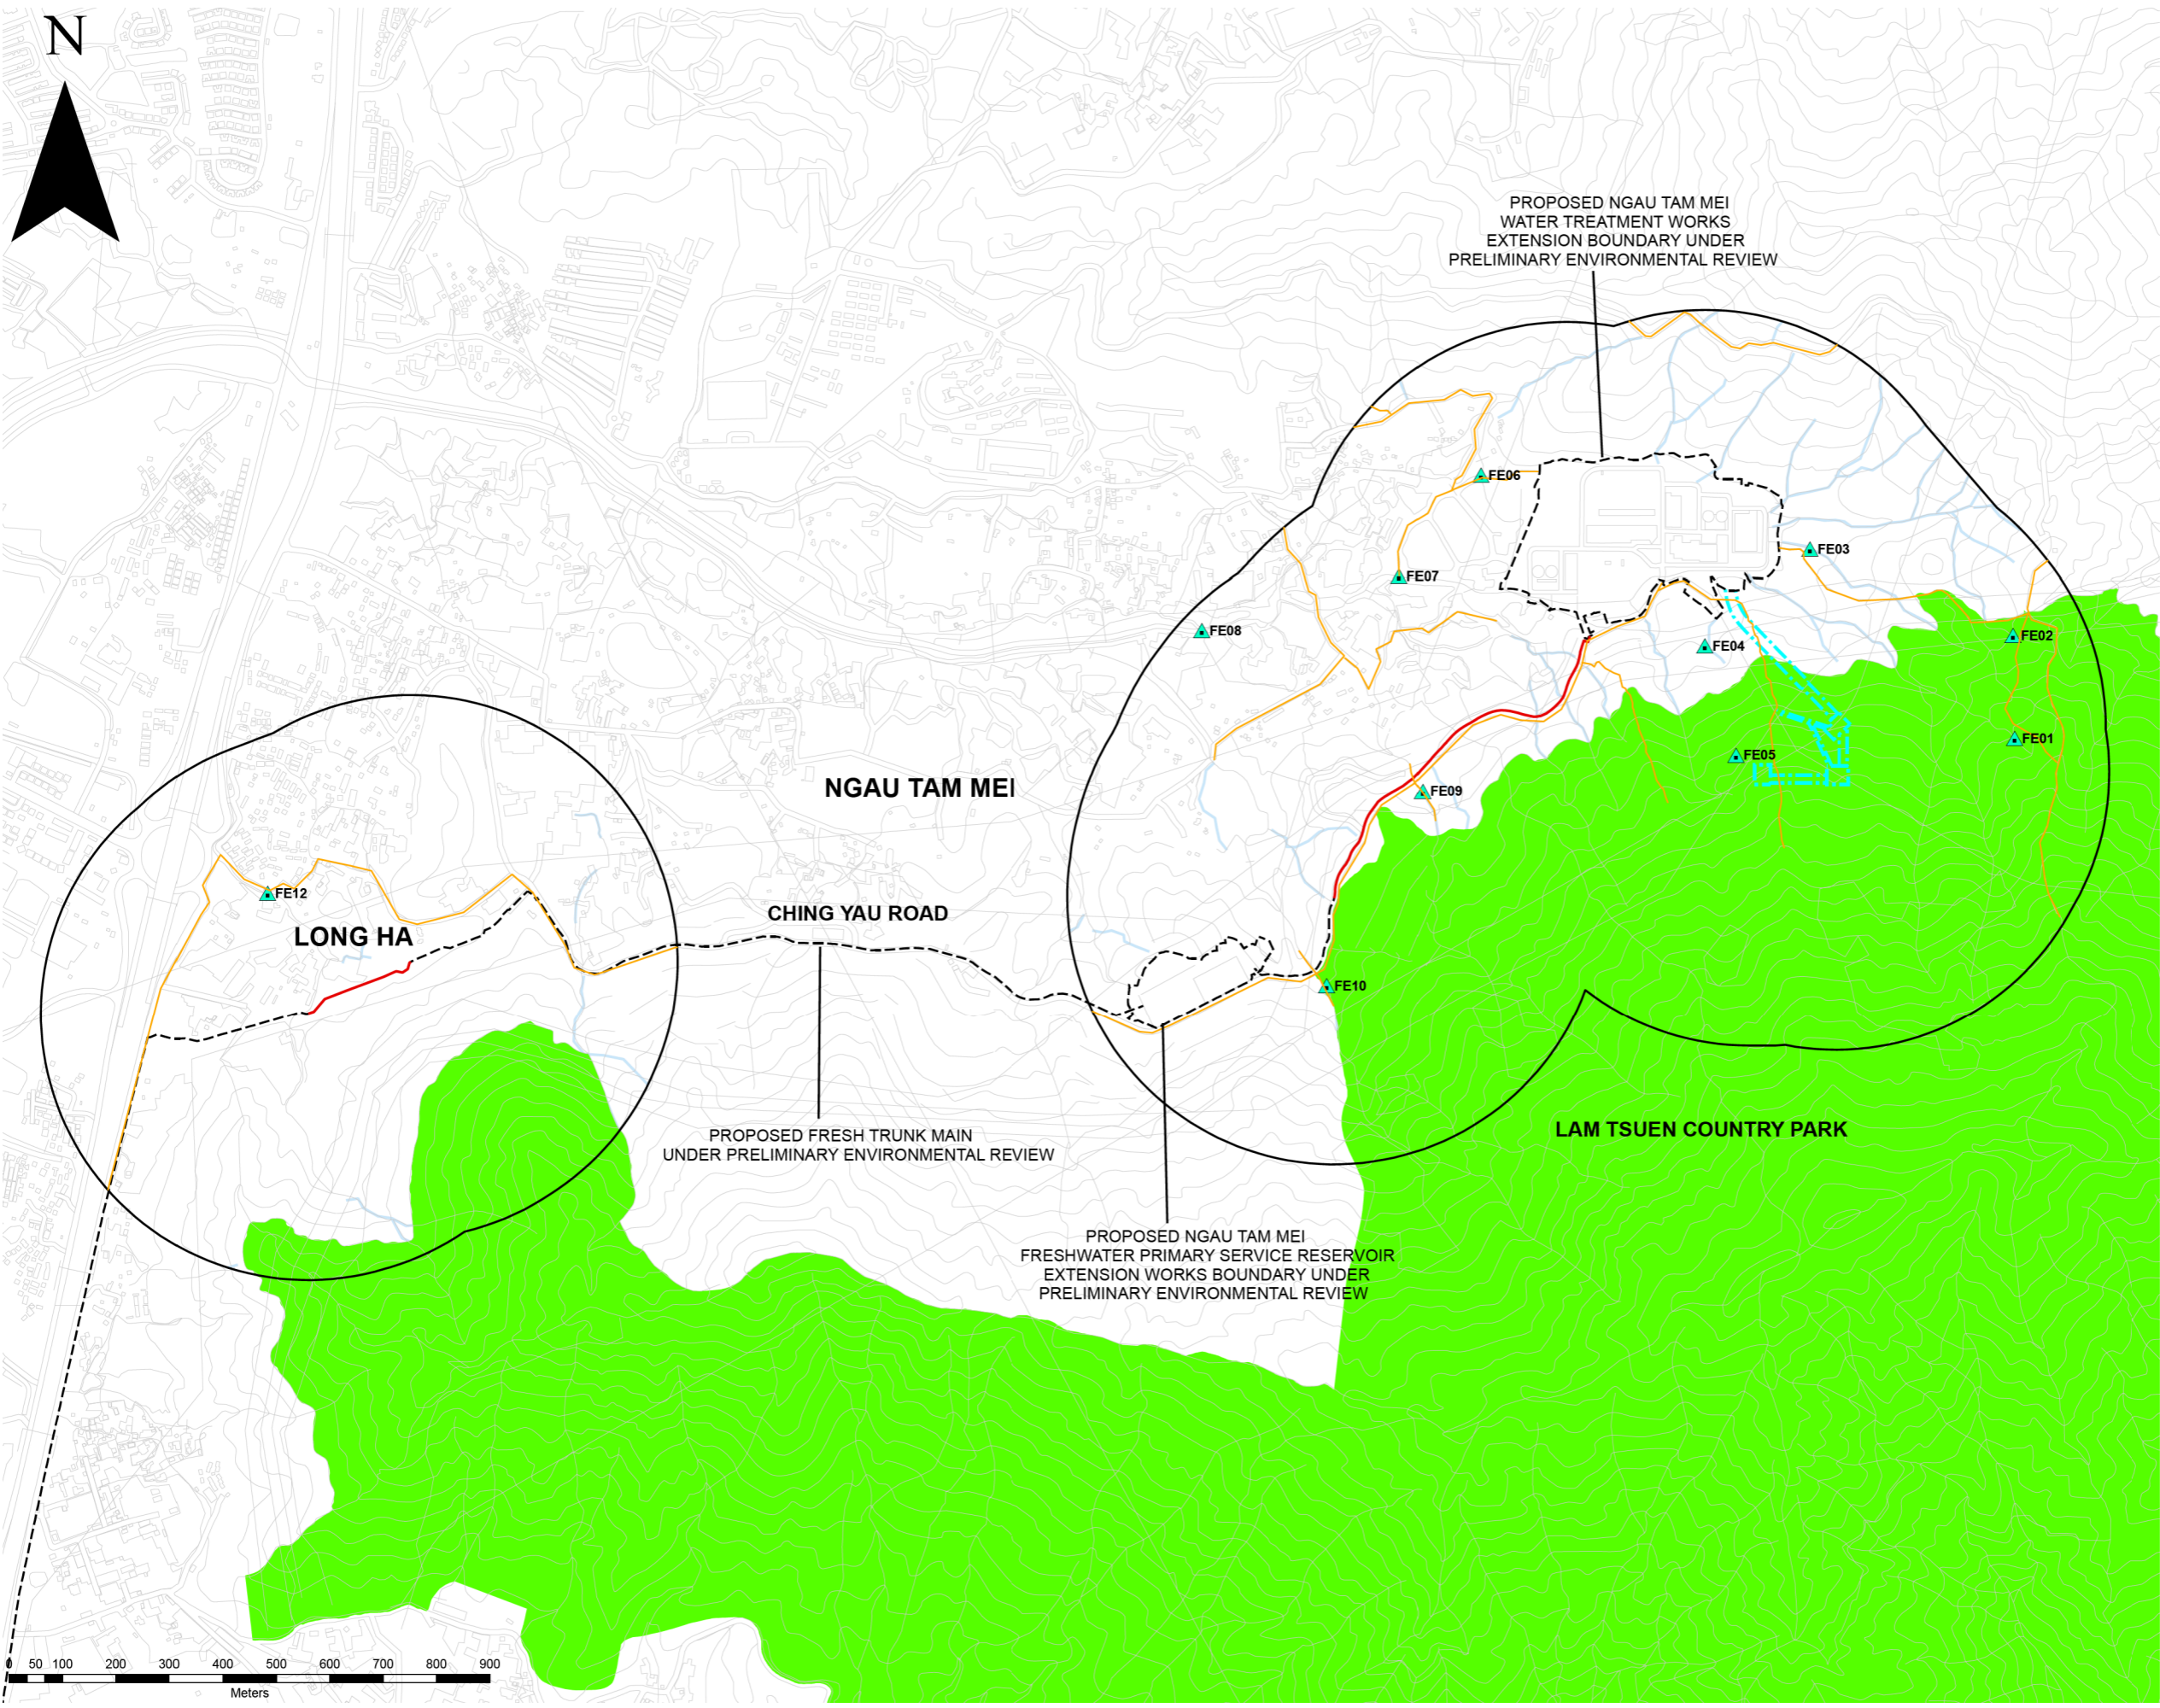 N
PROPOSED NGAU TAM MEI
WATER TREATMENT WORKS
EXTENSION BOUNDARY UNDER
PRELIMINARY ENVIRONMENTAL REVIEW
FE06
FE03
FE07
FE08
FE02
FE04
FE01
FE05
NGAU TAM MEI
FE09
FE12
CHING YAU ROAD
LONG HA
FE10
PROPOSED FRESH TRUNK MAIN
UNDER PRELIMINARY ENVIRONMENTAL REVIEW
LAM TSUEN COUNTRY PARK
PROPOSED NGAU TAM MEI
FRESHWATER PRIMARY SERVICE RESERVOIR
EXTENSION WORKS BOUNDARY UNDER
PRELIMINARY ENVIRONMENTAL REVIEW
0 50 100 200 300 400 500 600 700 800 900
Meters